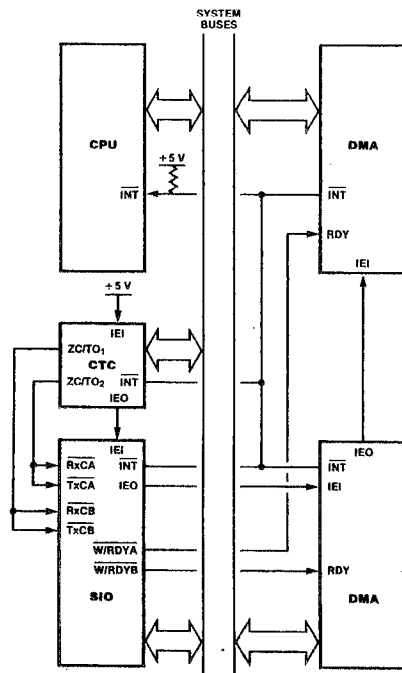 SYSTEM
BUSES
CPU
+5 V
INT
DMA
INT
RDY
IEI
+5 V
IEI
ZC/TO1
CTC
ZC/TO2
INT
IEO
IEI
RxCA
INT
TxCA
IEO
RxCB
TxCB
W/RDYA
W/RDYB
SIO
IEO
INT
IEI
RDY
DMA